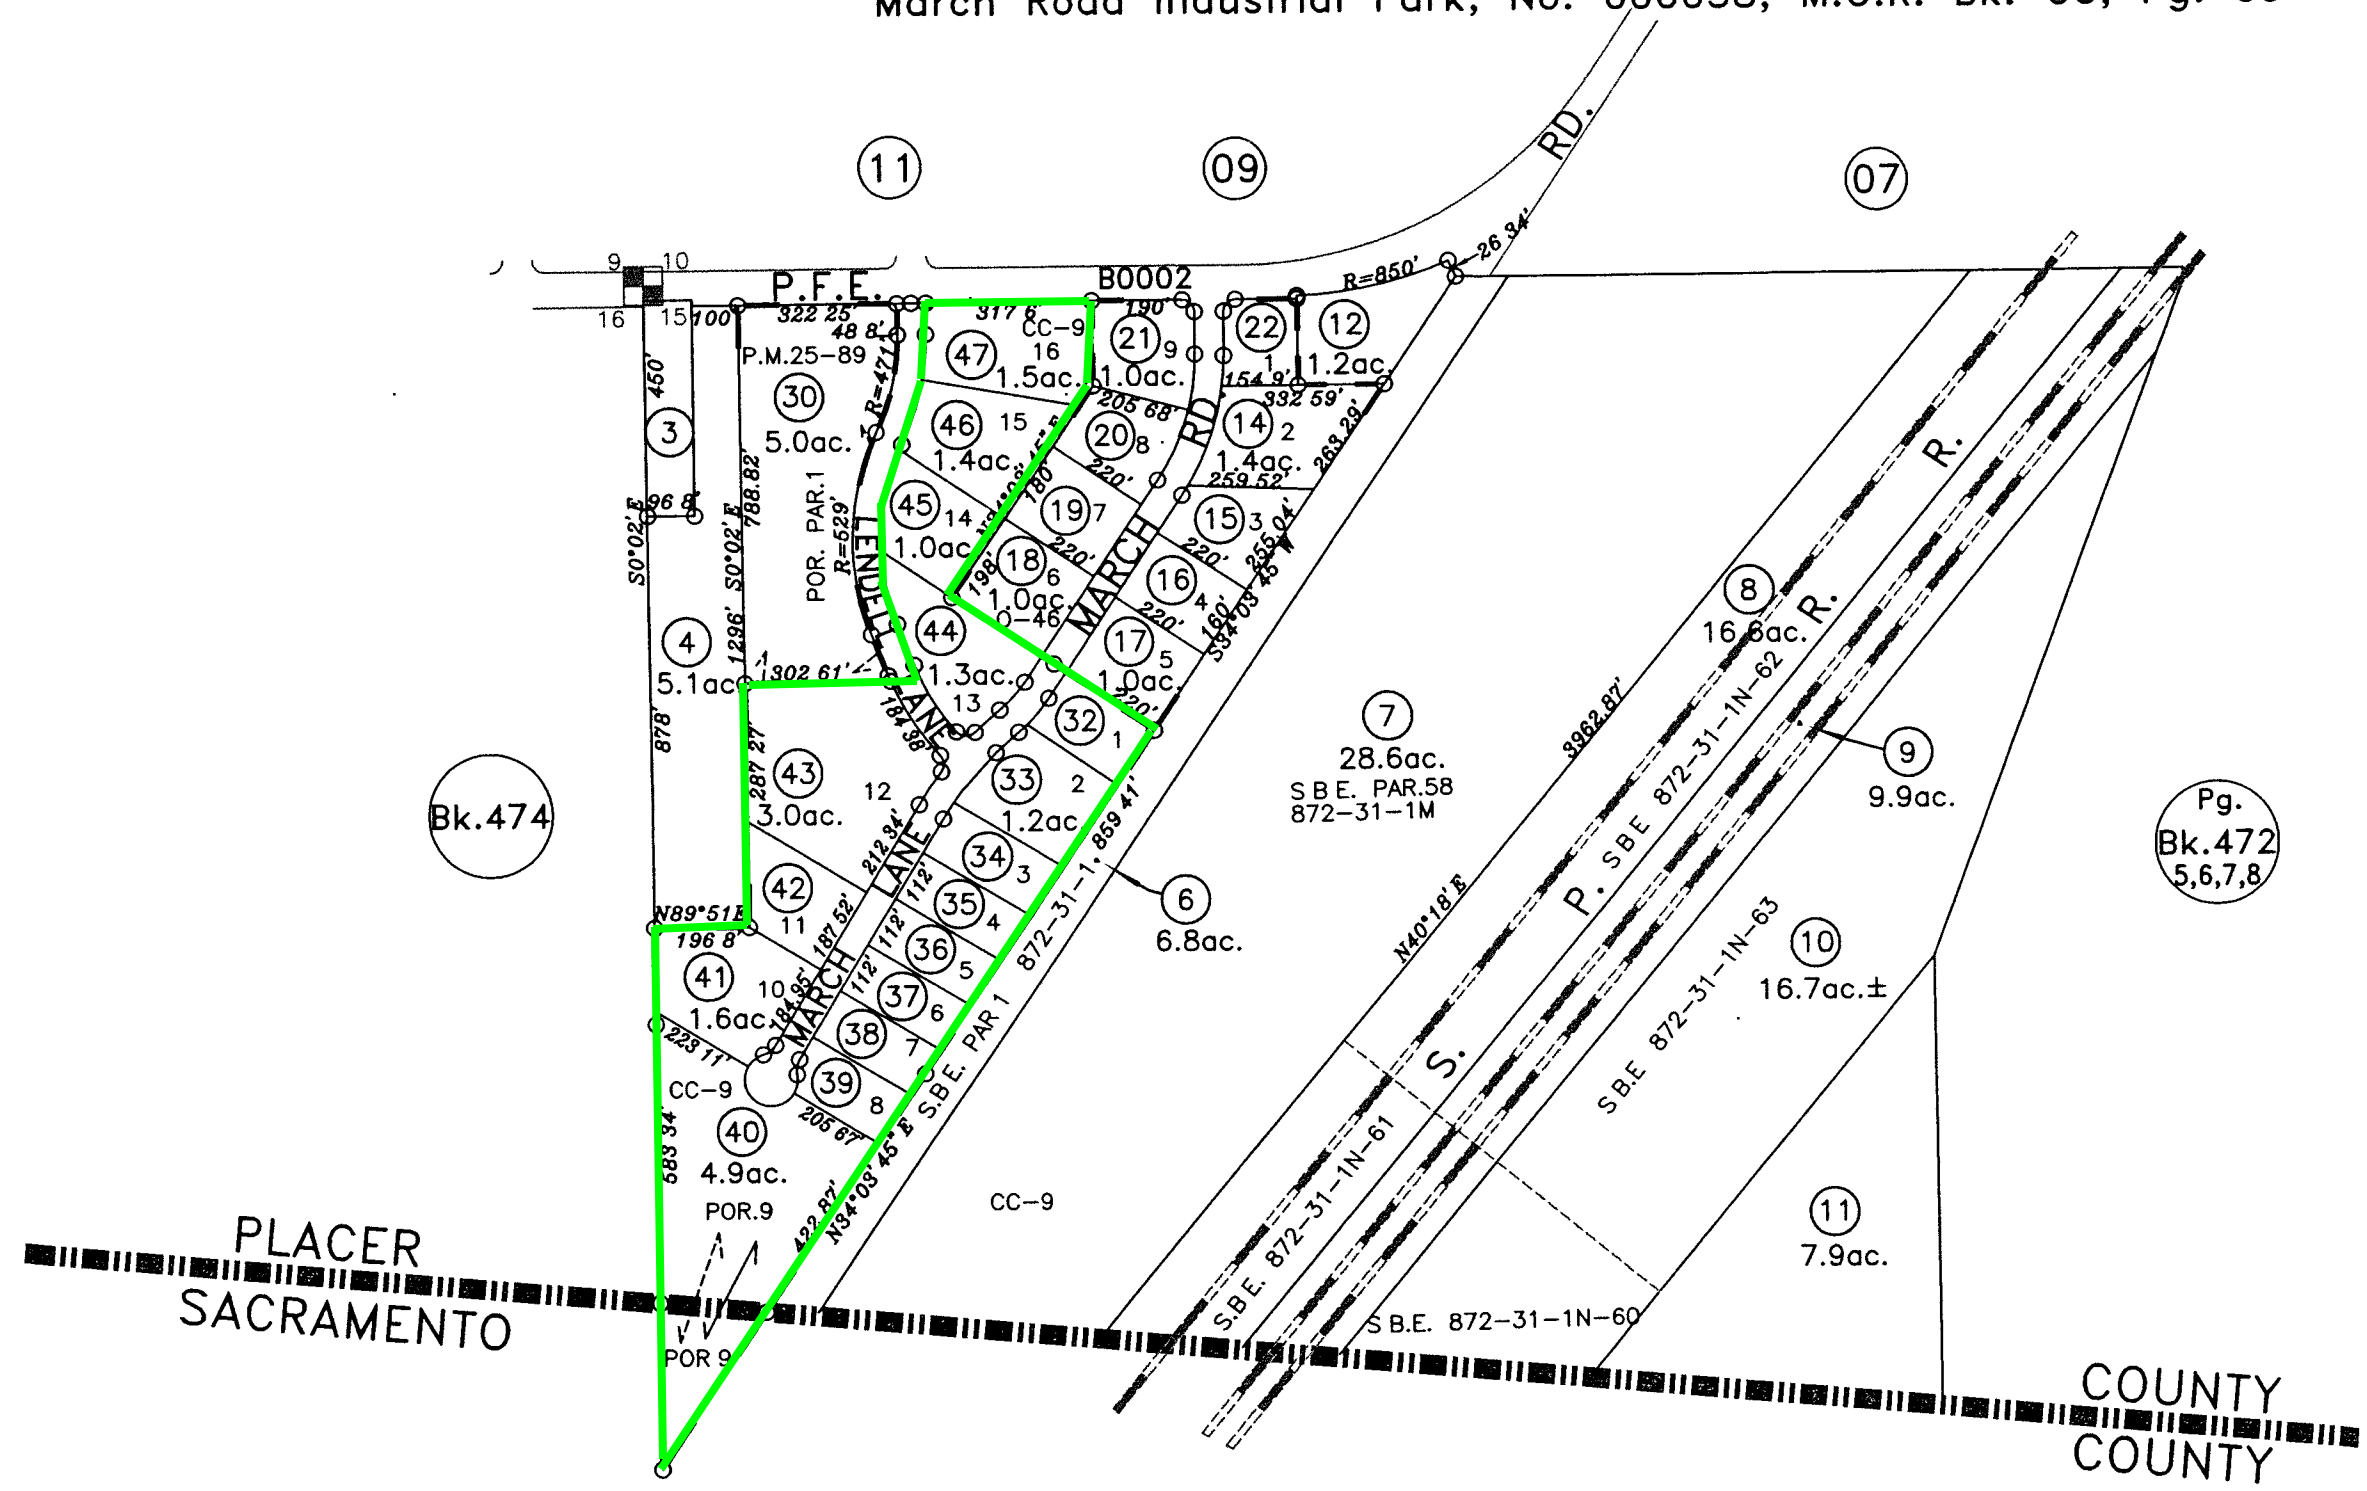 March Road Industrial Park, No.
11
09
07
RD.
26 34'
9
10
B0002
R=850'
P.F.E.
16
15
100'
322 25'
317 6'
190'
48 8'
CC-9
P.M.25-89
47
16
1.5ac.
21
9
1.0ac.
22
1
12
1.2ac.
154 9'
332 59'
450'
R=471'
30
5.0ac.
3
46
15
1.4ac.
205 68'
20
8
RD
14
2
1.4ac.
263.29'
R.
96 8'
S0°02' E
788.82'
POR. PAR.1
R=529'
45
14
1.0ac.
180'
220'
19
7
259.52'
15
3
255.04'
1296' S0°02' E
LENDELL LANE
198'
220'
18
6
1.0ac.
O-46
MARCH
220'
16
4
220'
160'
S34°03' 45" W
8
16.6ac.
R.
4
5.1ac.
302 61'
44
1.3ac.
13
17
5
1.0ac.
220'
872-31-1N-62
878'
287 27'
184 38'
32
1
7
28.6ac.
S B E. PAR.58
872-31-1M
3962.87'
9
9.9ac.
43
3.0ac.
12
33
2
1.2ac.
859 41'
Bk.474
Pg.
Bk.472
5,6,7,8
212 34'
LANE
34
3
112'
42
11
35
4
112'
872-31-1,
6
6.8ac.
P.
S B E
N40°18' E
N89°51'E
196 8'
187.52'
36
5
112'
10
16.7ac.±
41
10
1.6ac.
184.95'
MARCH
37
6
S.B.E. PAR 1
S B.E 872-31-1N-63
223 11'
38
7
S.
CC-9
39
8
205 67'
583 34'
40
4.9ac.
N34°03' 45" E
422 87'
POR.9
CC-9
S.B.E. 872-31-1N-61
11
7.9ac.
PLACER
SACRAMENTO
POR 9
S B.E. 872-31-1N-60
COUNTY
COUNTY